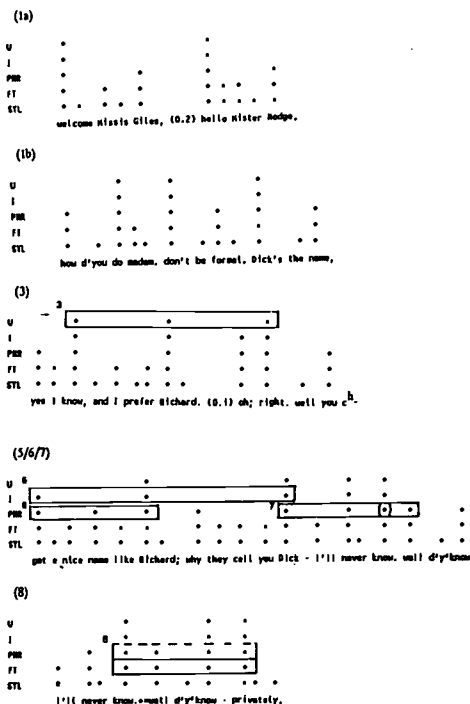 (1a)
U
I
PHR
FT
STL
welcome Missis Giles, (0.2) hello Mister Hodge,
(1b)
U
I
PHR
FT
STL
how d'you do madam. don't be formal, Dick's the name,
(3)
3
U
I
PHR
FT
STL
yes I know, and I prefer Richard. (0.1) oh; right. well you
(5/6/7)
U
I
PHR
7
FT
STL
got a nice name like Richard; why they call you Dick - I'll never know. well d'y'know
(8)
U
I
8
PHR
FT
STL
I'll never know.+=well d'y'know - privately,